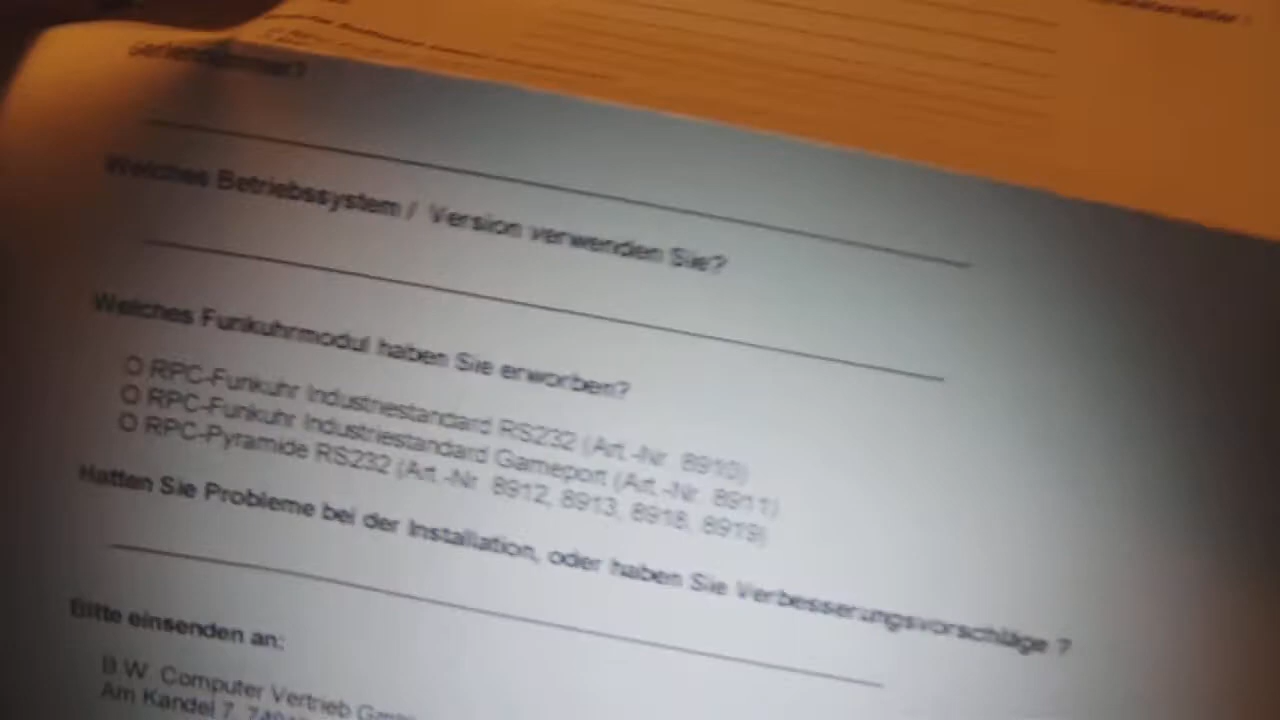 Seriennummer?
Welches Betriebssystem / Version verwenden Sie?
Welches Funkuhrmodul haben Sie erworben?
O RPC-Funkuhr Industriestandard RS232 (Art.-Nr. 8910)
O RPC-Funkuhr Industriestandard Gameport (Art.-Nr. 8911)
O RPC-Pyramide RS232 (Art.-Nr. 8912, 8913, 8918, 8919)
Hatten Sie Probleme bei der Installation, oder haben Sie Verbesserungsvorschläge ?
Bitte einsenden an:
B.W. Computer Vertrieb
Am Kandel 7,